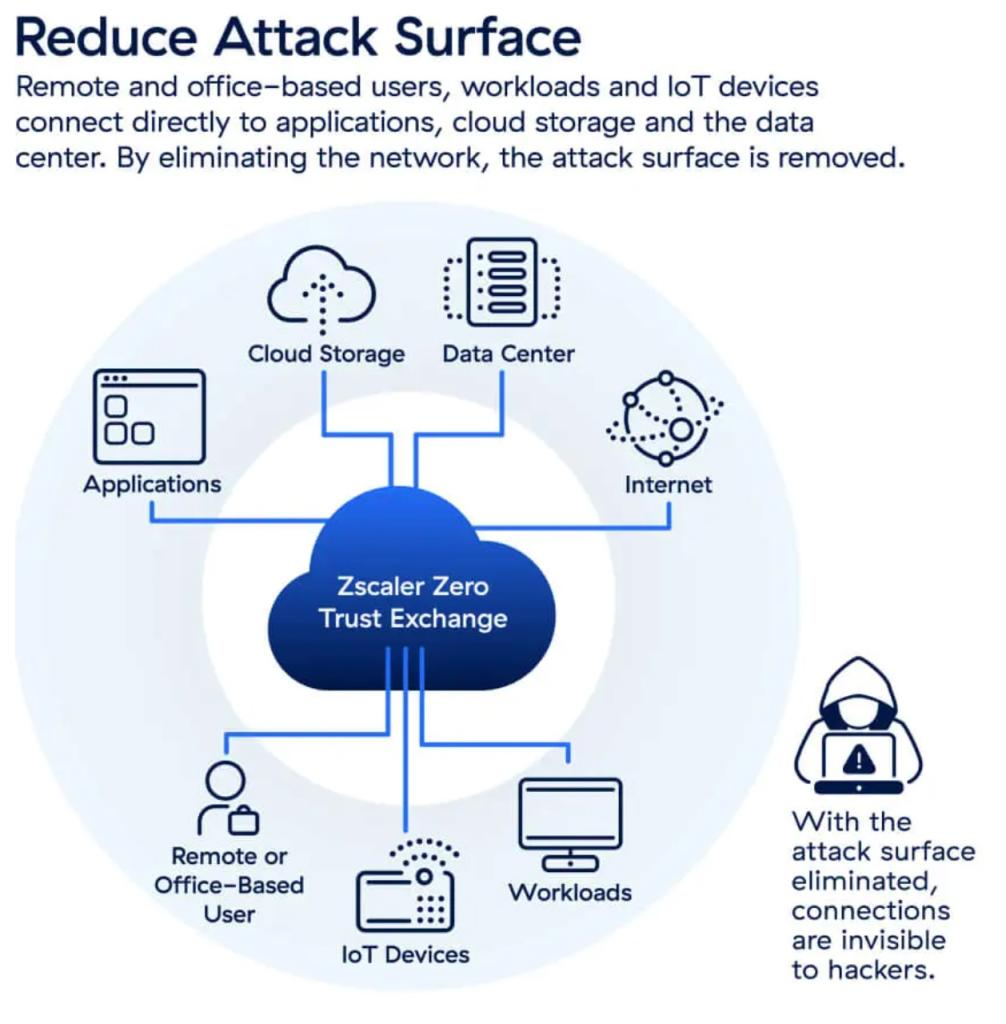 Reduce Attack Surface
Remote and office-based users, workloads and IoT devices
connect directly to applications, cloud storage and the data
center. By eliminating the network, the attack surface is removed.
Cloud Storage
Data Center
Applications
Internet
Zscaler Zero
Trust Exchange
Remote or
Office-Based
User
IoT Devices
Workloads
With the
attack surface
eliminated,
connections
are invisible
to hackers.